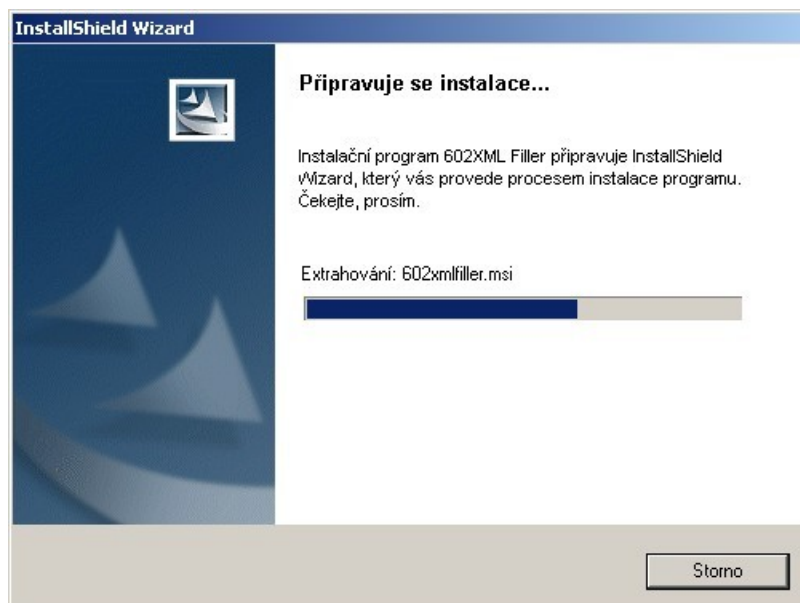 InstallShield Wizard
Připravuje se instalace...
Instalační program 602XML Filler připravuje InstallShield
Wizard, který vás provede procesem instalace programu.
Čekejte, prosím.
Extrahování: 602xmlfiller.msi
Storno